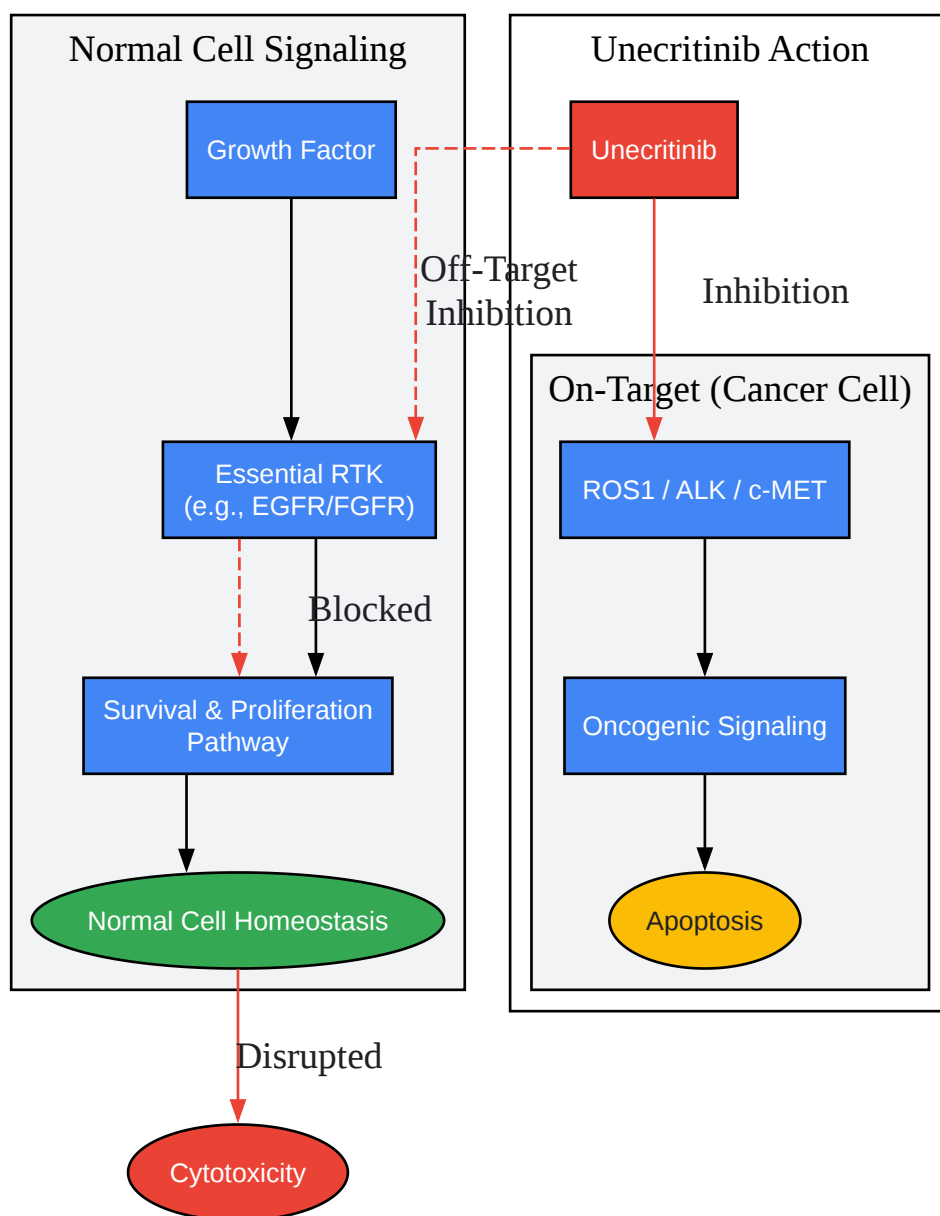 Normal Cell Signaling
Unecritinib Action
Growth Factor
Unecritinib
Off-Target
Inhibition
Inhibition
On-Target (Cancer Cell)
Essential RTK
(e.g., EGFR/FGFR)
ROS1 / ALK / c-MET
Blocked
Survival & Proliferation
Pathway
Oncogenic Signaling
Normal Cell Homeostasis
Apoptosis
Disrupted
Cytotoxicity